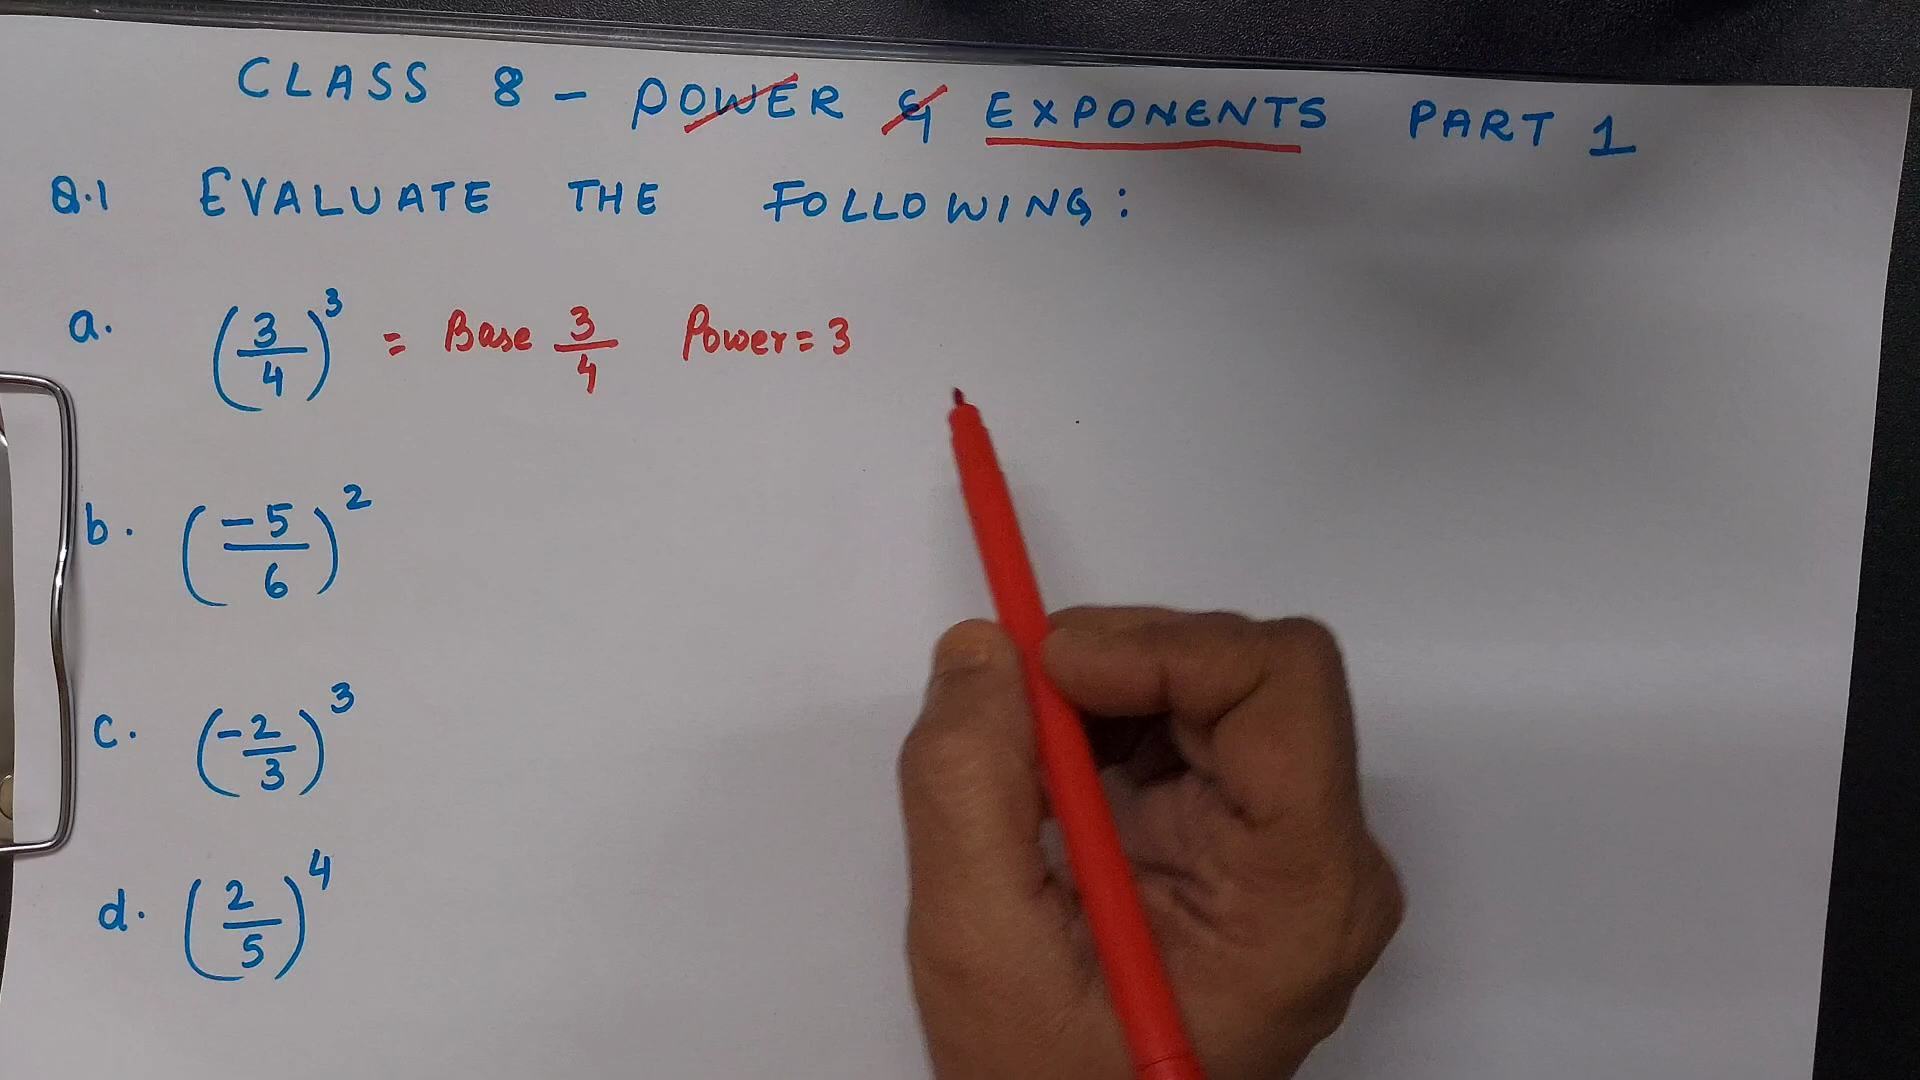 CLASS 8 - POWER & EXPONENTS PART 1
Q.1 EVALUATE THE FOLLOWING:
a. (3/4)³ = Base 3/4 Power = 3
b. (-5/6)²
c. (-2/3)³
d. (2/5)⁴